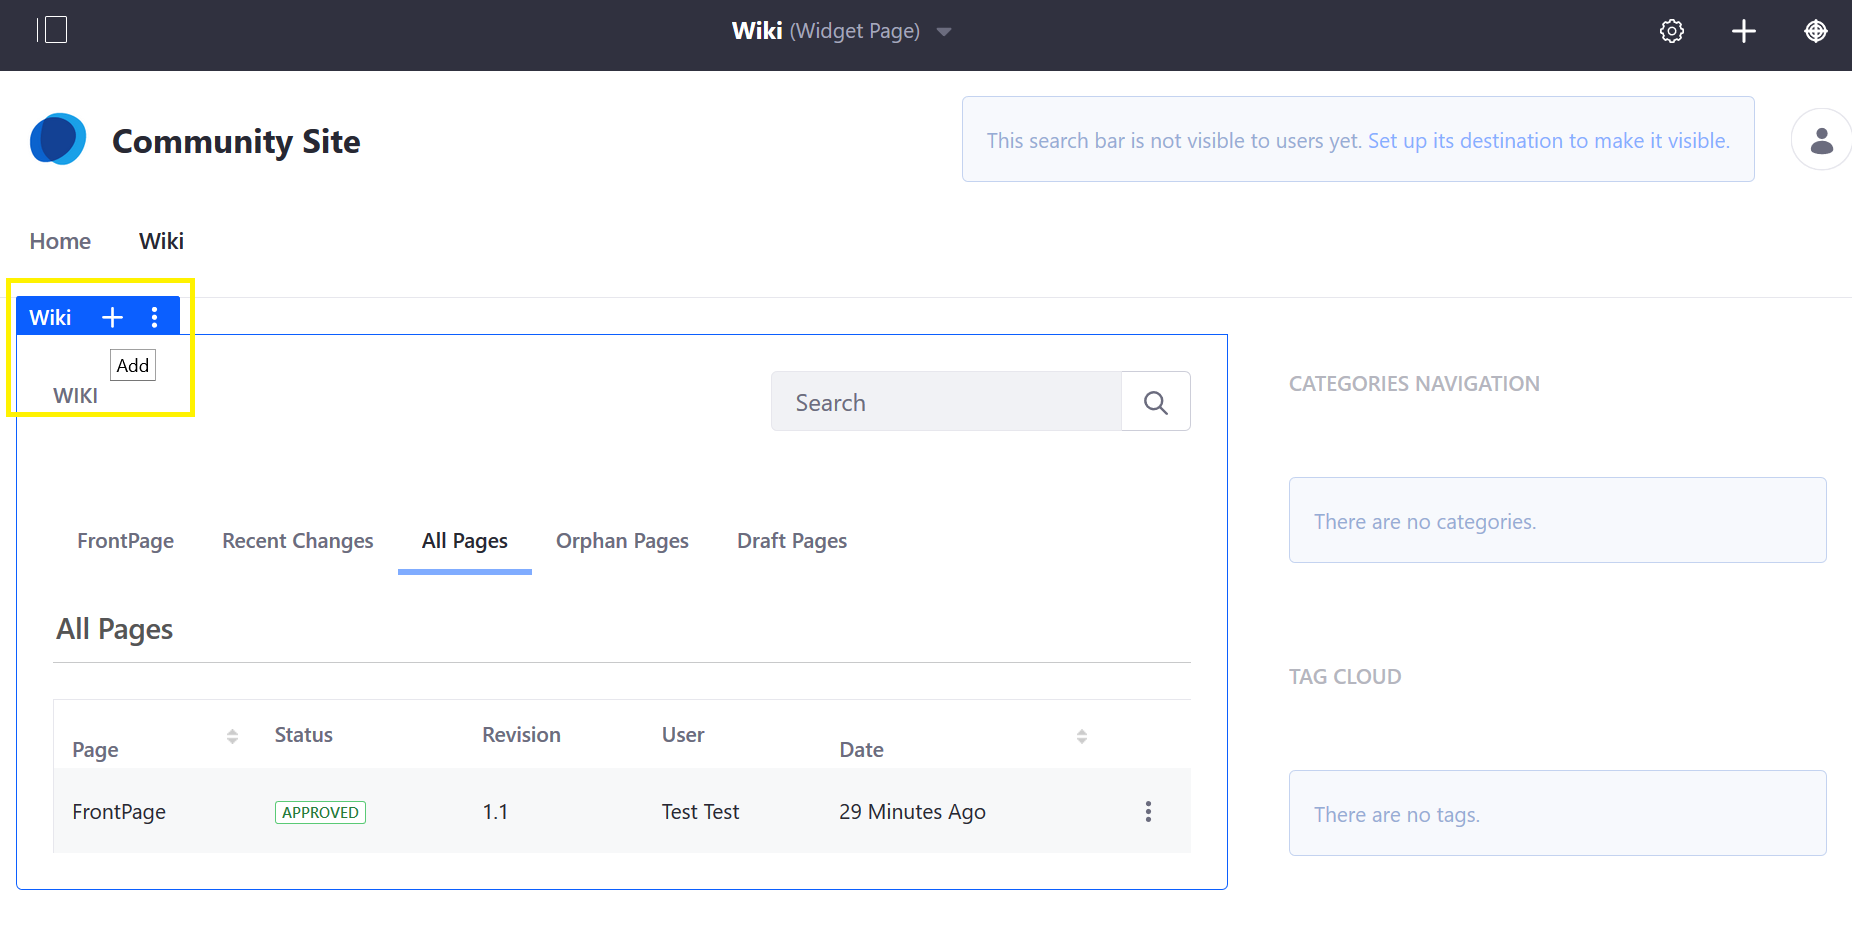 Wiki (Widget Page)
Community Site
This search bar is not visible to users yet. Set up its destination to make it visible.
Home Wiki
Wiki
Add
WIKI
Search
FrontPage Recent Changes All Pages Orphan Pages Draft Pages
All Pages
Page Status Revision User Date
FrontPage APPROVED 1.1 Test Test 29 Minutes Ago
CATEGORIES NAVIGATION
There are no categories.
TAG CLOUD
There are no tags.